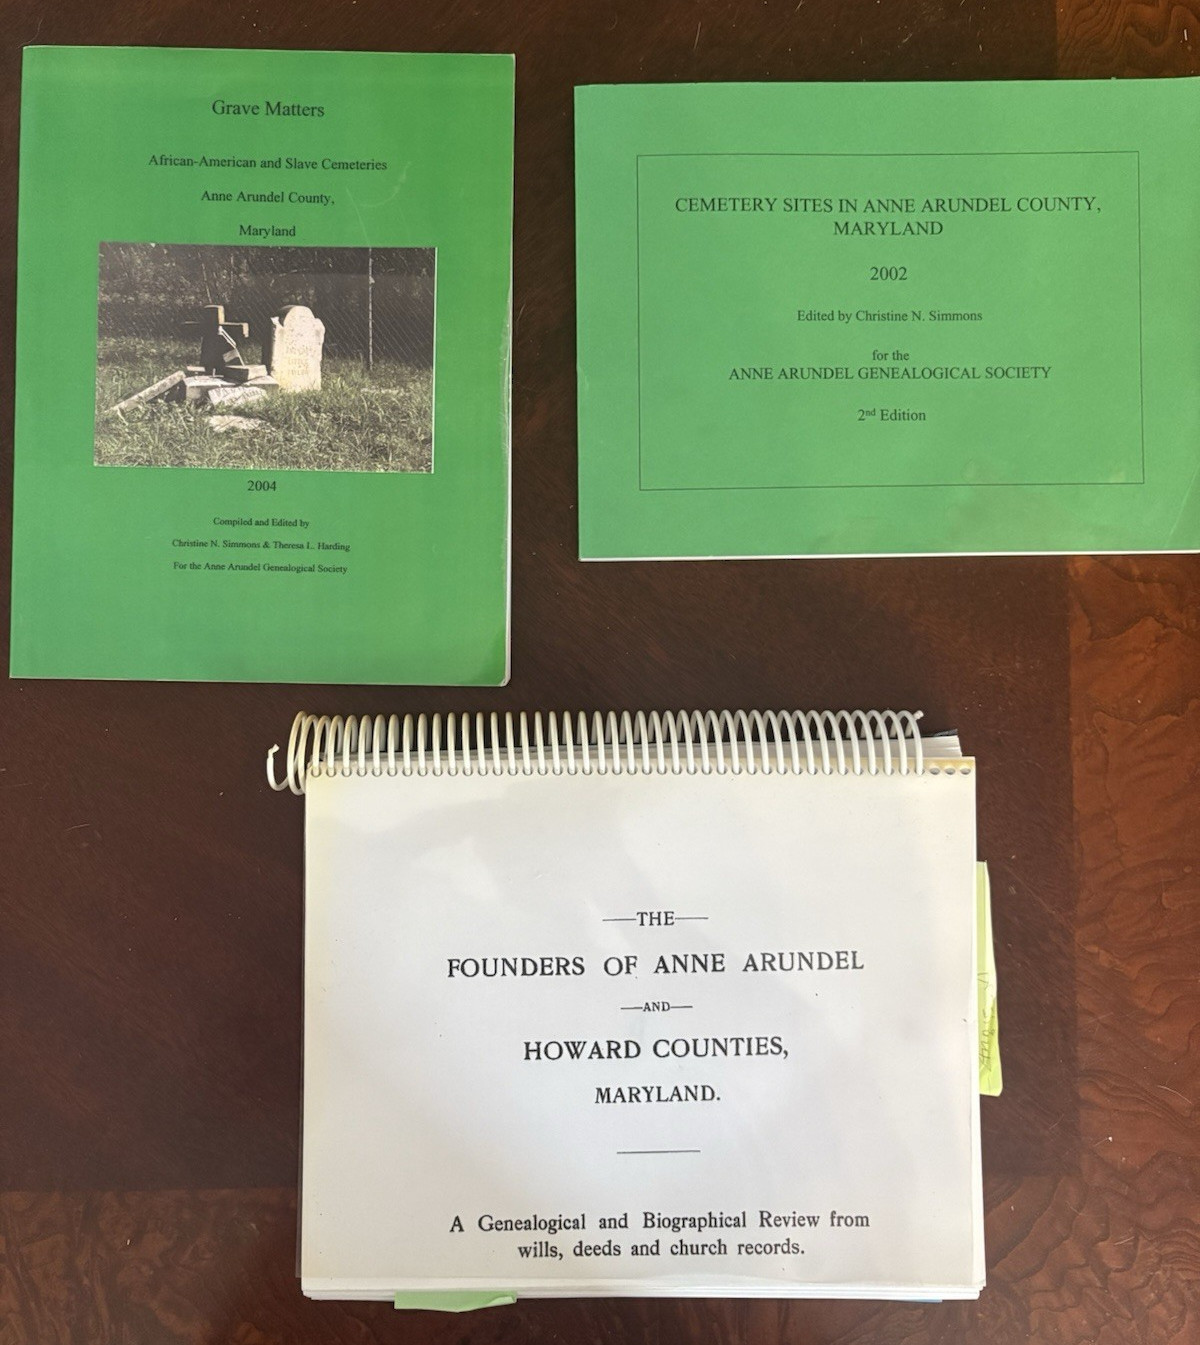 Grave Matters
African-American and Slave Cemeteries
Anne Arundel County,
Maryland
2004
Compiled and Edited by
Christine N. Simmons & Theresa L. Harding
For the Anne Arundel Genealogical Society
CEMETERY SITES IN ANNE ARUNDEL COUNTY,
MARYLAND
2002
Edited by Christine N. Simmons
for the
ANNE ARUNDEL GENEALOGICAL SOCIETY
2nd Edition
—THE—
FOUNDERS OF ANNE ARUNDEL
—AND—
HOWARD COUNTIES,
MARYLAND.
A Genealogical and Biographical Review from
wills, deeds and church records.